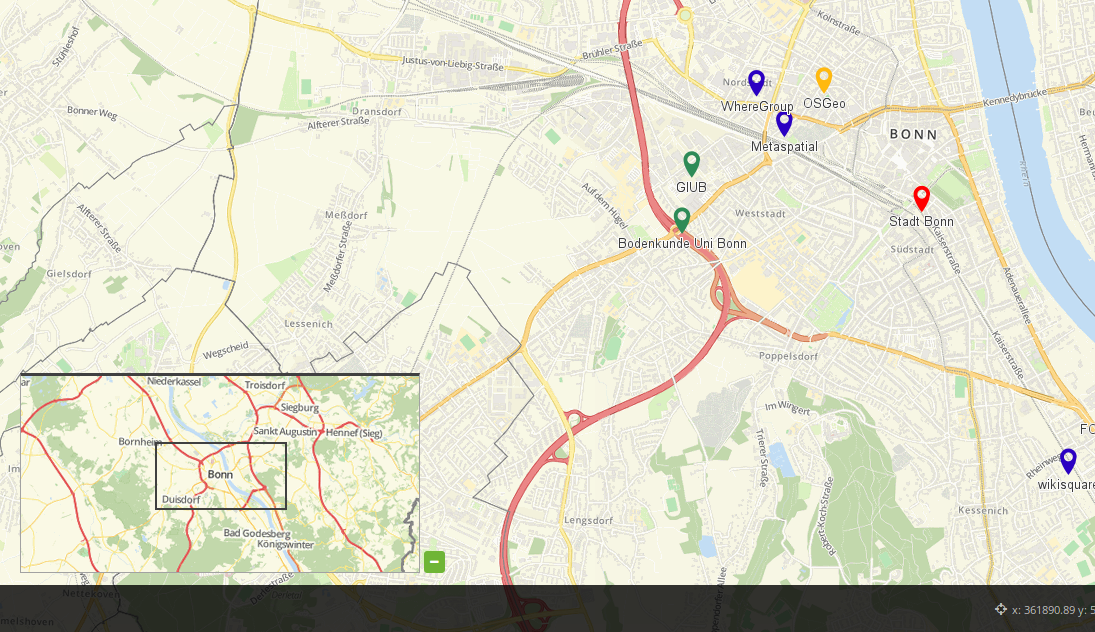 Kölnstraße
Stühleshof
Brühler Straße
Justus-von-Liebig-Straße
Nordstadt
WhereGroup
OSGeo
Kennedybrücke
Bonner Weg
Dransdorf
Alfterer Straße
BONN
Metaspatial
Rhein
GIUB
Auf dem Hügel
Meßdorf
Alfterer Straße
Meßdorfer Straße
Weststadt
Stadt Bonn
Bodenkunde Uni Bonn
Südstadt
Kaiserstraße
Gielsdorf
Adenauerallee
Lessenich
Wegscheid
Kaiserstraße
Poppelsdorf
Niederkassel
Troisdorf
Siegburg
Im Wingert
Sankt Augustin
Hennef (Sieg)
Bornheim
Trierer Straße
Rheinweg
wikisquare
Bonn
Duisdorf
Robert-Koch-Straße
Kessenich
Lengsdorf
Bad Godesberg
Königswinter
Nettekoven
x: 361890.89 y: 5